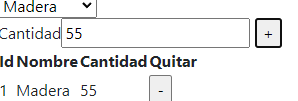 Madera
Cantidad 55 +
Id Nombre Cantidad Quitar
1 Madera 55 -